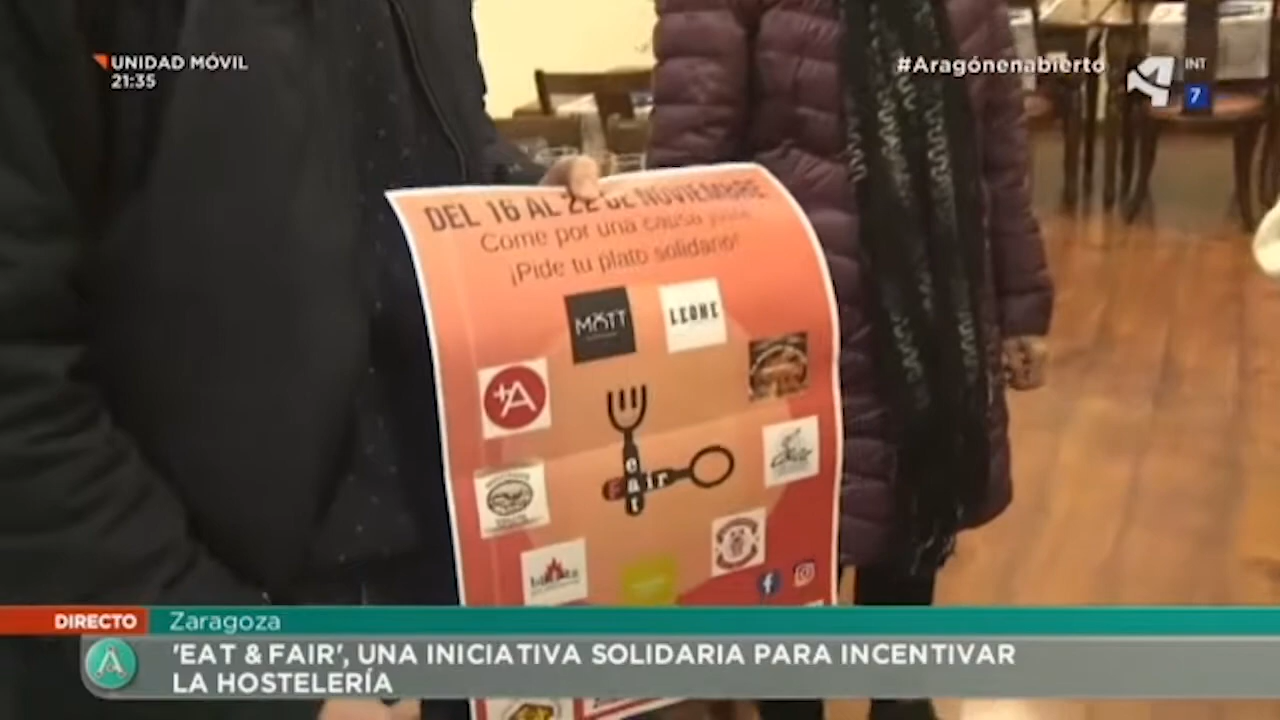 UNIDAD MÓVIL
21:35
#Aragónenabierto
INT
7
DEL 16 AL 22 DE NOVIEMBRE
Come por una causa justa
¡Pide tu plato solidario!
MOTT
LEONE
+A
eat
Fair
DIRECTO
Zaragoza
'EAT & FAIR', UNA INICIATIVA SOLIDARIA PARA INCENTIVAR
LA HOSTELERÍA